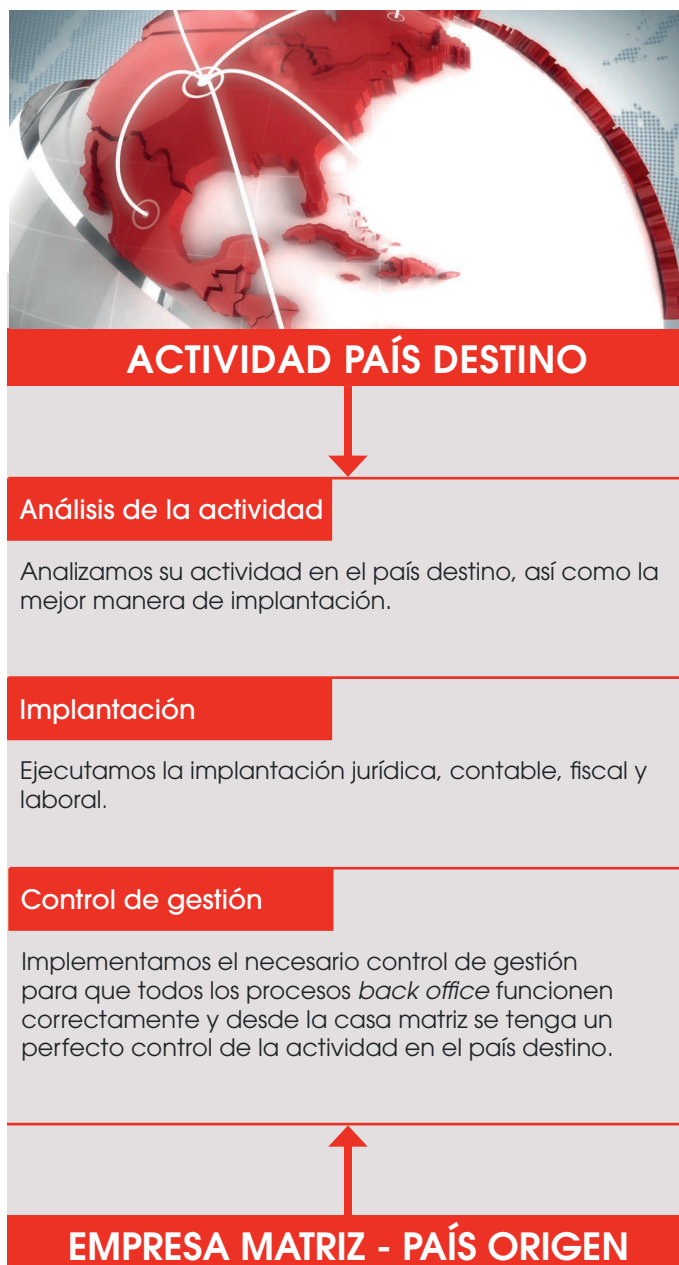 ACTIVIDAD PAÍS DESTINO
Análisis de la actividad
Analizamos su actividad en el país destino, así como la
mejor manera de implantación.
Implantación
Ejecutamos la implantación jurídica, contable, fiscal y
laboral.
Control de gestión
Implementamos el necesario control de gestión
para que todos los procesos back office funcionen
correctamente y desde la casa matriz se tenga un
perfecto control de la actividad en el país destino.
EMPRESA MATRIZ - PAÍS ORIGEN